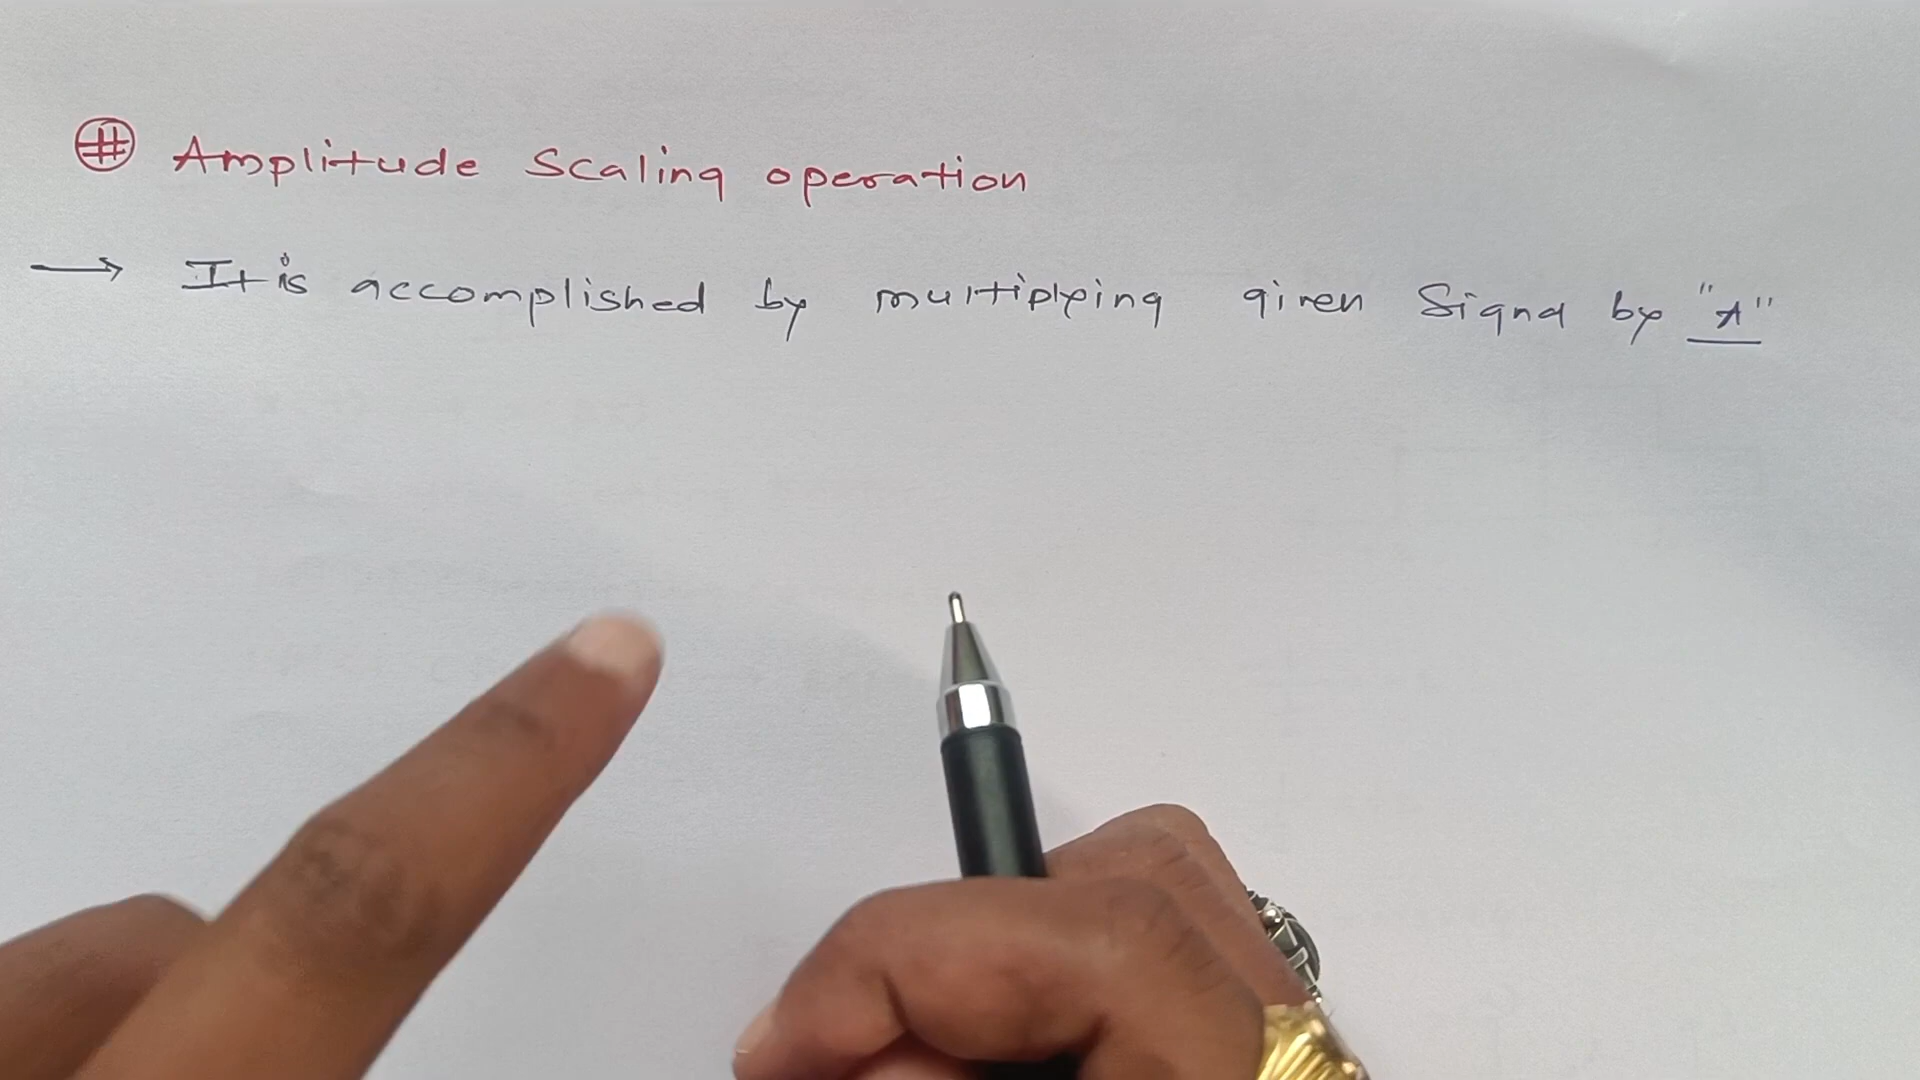 # Amplitude Scaling operation
→ It is accomplished by multiplying given Signal by "A"